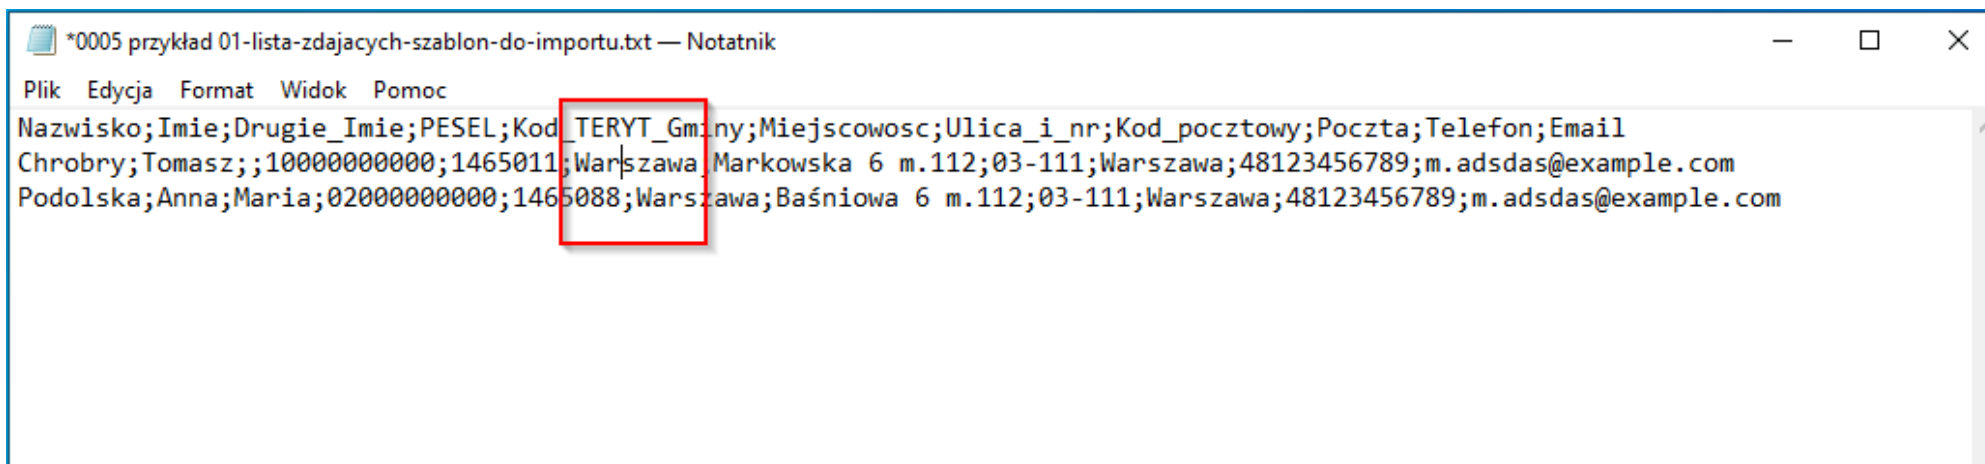 *0005 przykład 01-lista-zdajacych-szablon-do-importu.txt — Notatnik
Plik Edycja Format Widok Pomoc
Nazwisko;Imie;Drugie_Imie;PESEL;Kod_TERYT_Gminy;Miejscowosc;Ulica_i_nr;Kod_pocztowy;Poczta;Telefon;Email
Chrobry;Tomasz;;10000000000;1465011;Warszawa;Markowska 6 m.112;03-111;Warszawa;48123456789;m.adsdas@example.com
Podolska;Anna;Maria;02000000000;1465088;Warszawa;Baśniowa 6 m.112;03-111;Warszawa;48123456789;m.adsdas@example.com